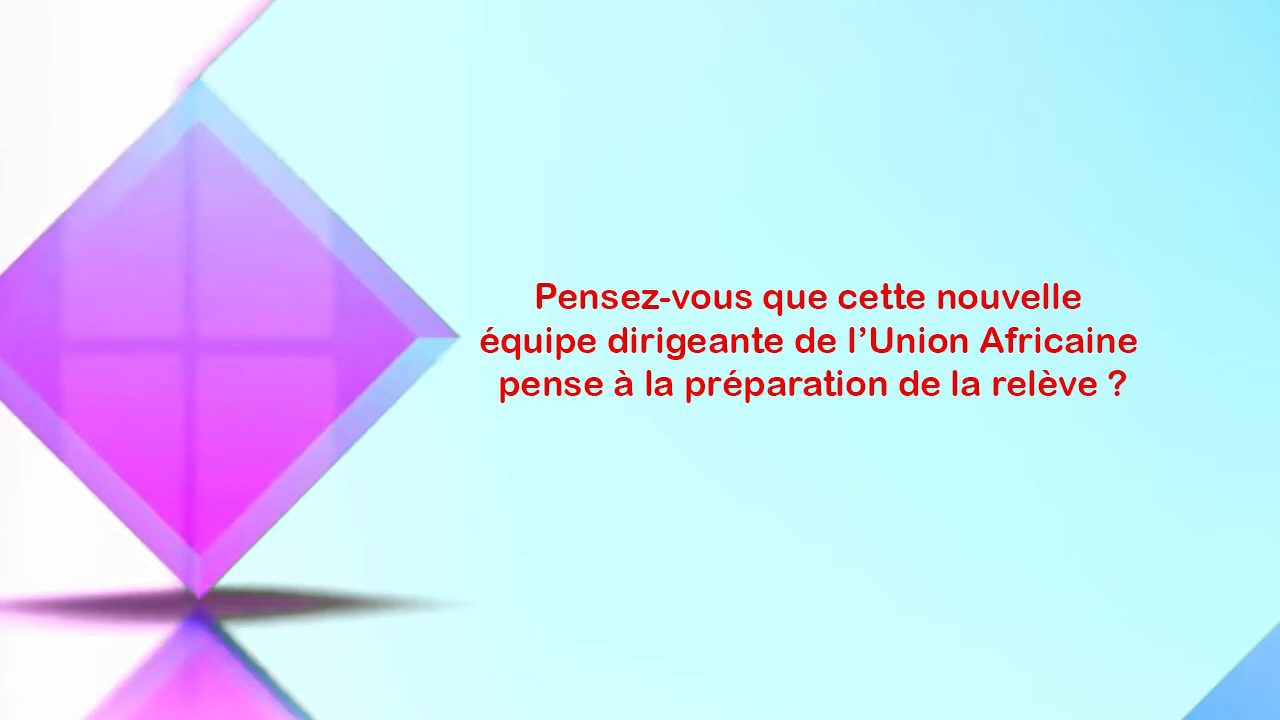 Pensez-vous que cette nouvelle
équipe dirigeante de l’Union Africaine
pense à la préparation de la relève ?